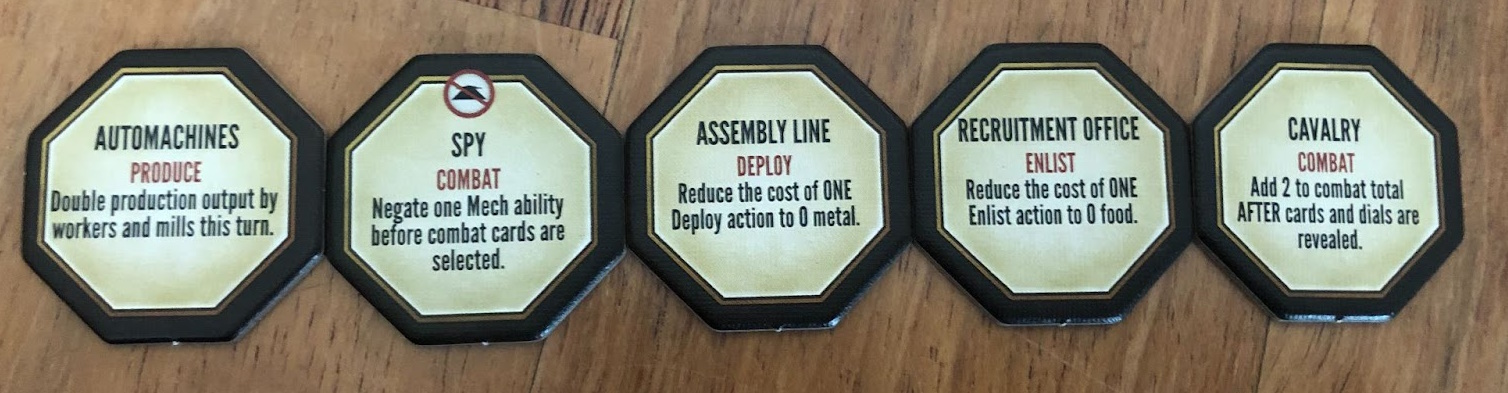 AUTOMACHINES
PRODUCE
Double production output by
workers and mills this turn.
SPY
COMBAT
Negate one Mech ability
before combat cards are
selected.
ASSEMBLY LINE
DEPLOY
Reduce the cost of ONE
Deploy action to 0 metal.
RECRUITMENT OFFICE
ENLIST
Reduce the cost of ONE
Enlist action to 0 food.
CAVALRY
COMBAT
Add 2 to combat total
AFTER cards and dials are
revealed.